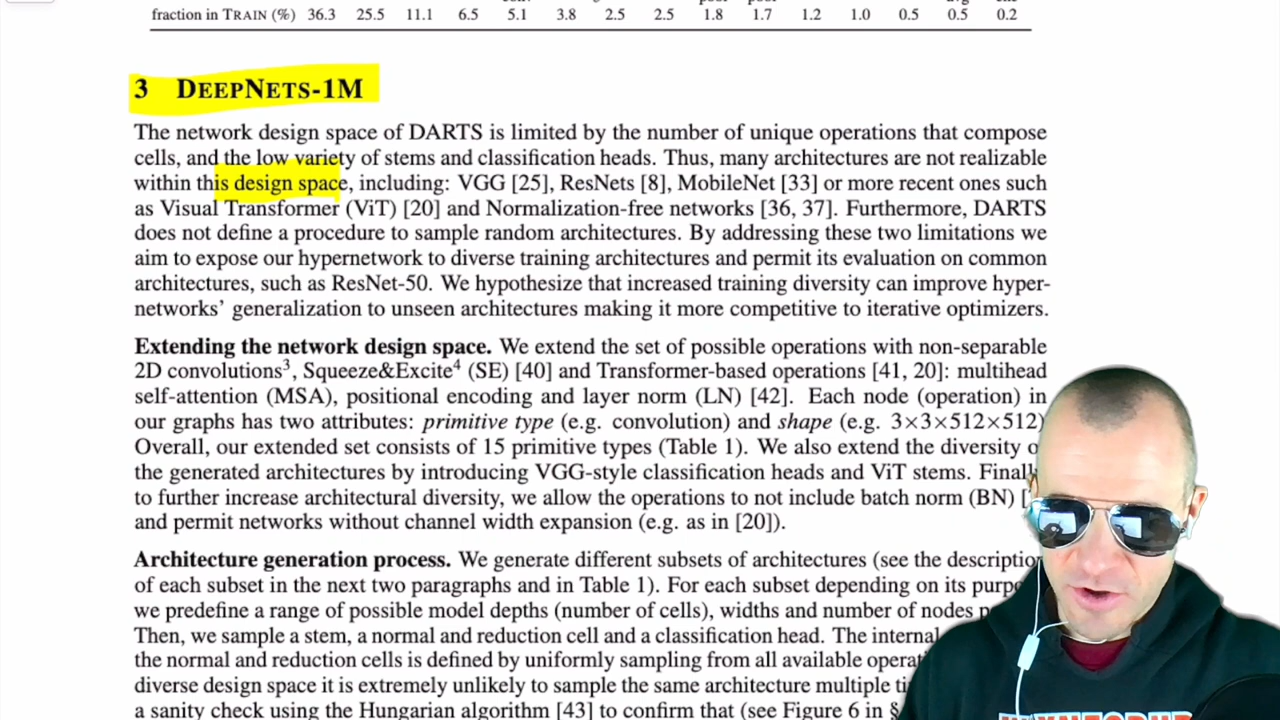 fraction in TRAIN (%) 36.3 25.5 11.1 6.5 5.1 3.8 2.5 2.5 1.8 1.7 1.2 1.0 0.5 0.5 0.2
3 DEEPNETS-1M
The network design space of DARTS is limited by the number of unique operations that compose
cells, and the low variety of stems and classification heads. Thus, many architectures are not realizable
within this design space, including: VGG [25], ResNets [8], MobileNet [33] or more recent ones such
as Visual Transformer (ViT) [20] and Normalization-free networks [36, 37]. Furthermore, DARTS
does not define a procedure to sample random architectures. By addressing these two limitations we
aim to expose our hypernetwork to diverse training architectures and permit its evaluation on common
architectures, such as ResNet-50. We hypothesize that increased training diversity can improve hyper-
networks' generalization to unseen architectures making it more competitive to iterative optimizers.
Extending the network design space. We extend the set of possible operations with non-separable
2D convolutions³, Squeeze&Excite⁴ (SE) [40] and Transformer-based operations [41, 20]: multihead
self-attention (MSA), positional encoding and layer norm (LN) [42]. Each node (operation) in
our graphs has two attributes: primitive type (e.g. convolution) and shape (e.g. 3×3×512×512)
Overall, our extended set consists of 15 primitive types (Table 1). We also extend the diversity
the generated architectures by introducing VGG-style classification heads and ViT stems.
to further increase architectural diversity, we allow the operations to not include batch norm (BN)
and permit networks without channel width expansion (e.g. as in [20]).
Architecture generation process. We generate different subsets of architectures (see the
of each subset in the next two paragraphs and in Table 1). For each subset depending on its
we predefine a range of possible model depths (number of cells), widths and number of nodes
Then, we sample a stem, a normal and reduction cell and a classification head. The internal
the normal and reduction cells is defined by uniformly sampling from all available
diverse design space it is extremely unlikely to sample the same architecture multiple
a sanity check using the Hungarian algorithm [43] to confirm that (see Figure 6 in §